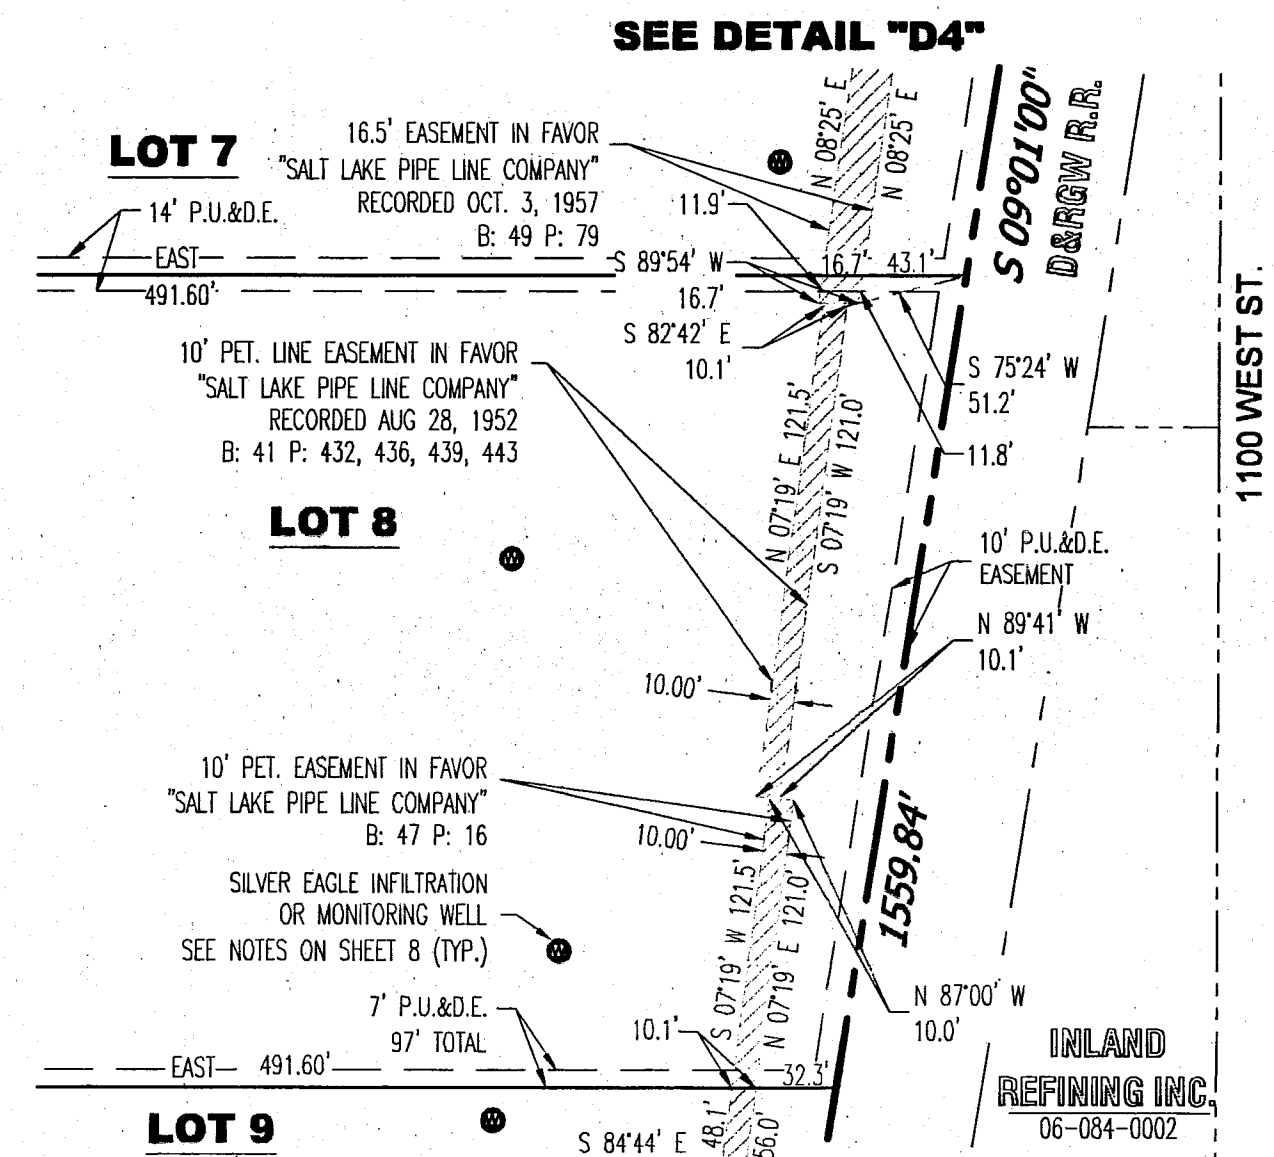 SEE DETAIL "D4"
LOT 7
16.5' EASEMENT IN FAVOR
"SALT LAKE PIPE LINE COMPANY"
RECORDED OCT. 3, 1957
B: 49 P: 79
14' P.U.&D.E.
EAST
491.60'
N 08°25' E
N 08°25' E
S 09°01'00"
D&RGW R.R.
1100 WEST ST.
11.9'
S 89°54' W
16.7'
16.7'
43.1'
S 82°42' E
10.1'
10' PET. LINE EASEMENT IN FAVOR
"SALT LAKE PIPE LINE COMPANY"
RECORDED AUG 28, 1952
B: 41 P: 432, 436, 439, 443
S 75°24' W
51.2'
11.8'
LOT 8
N 07°19' E 121.5'
S 07°19' W 121.0'
W
W
10' P.U.&D.E.
EASEMENT
N 89°41' W
10.1'
10.00'
10' PET. EASEMENT IN FAVOR
"SALT LAKE PIPE LINE COMPANY"
B: 47 P: 16
10.00'
1559.84'
SILVER EAGLE INFILTRATION
OR MONITORING WELL
SEE NOTES ON SHEET 8 (TYP.)
W
S 07°19' W 121.5'
N 07°19' E 121.0'
N 87°00' W
10.0'
7' P.U.&D.E.
97' TOTAL
10.1'
EAST 491.60'
32.3'
INLAND
REFINING INC.
06-084-0002
LOT 9
W
S 84°44' E
48.1'
56.0'